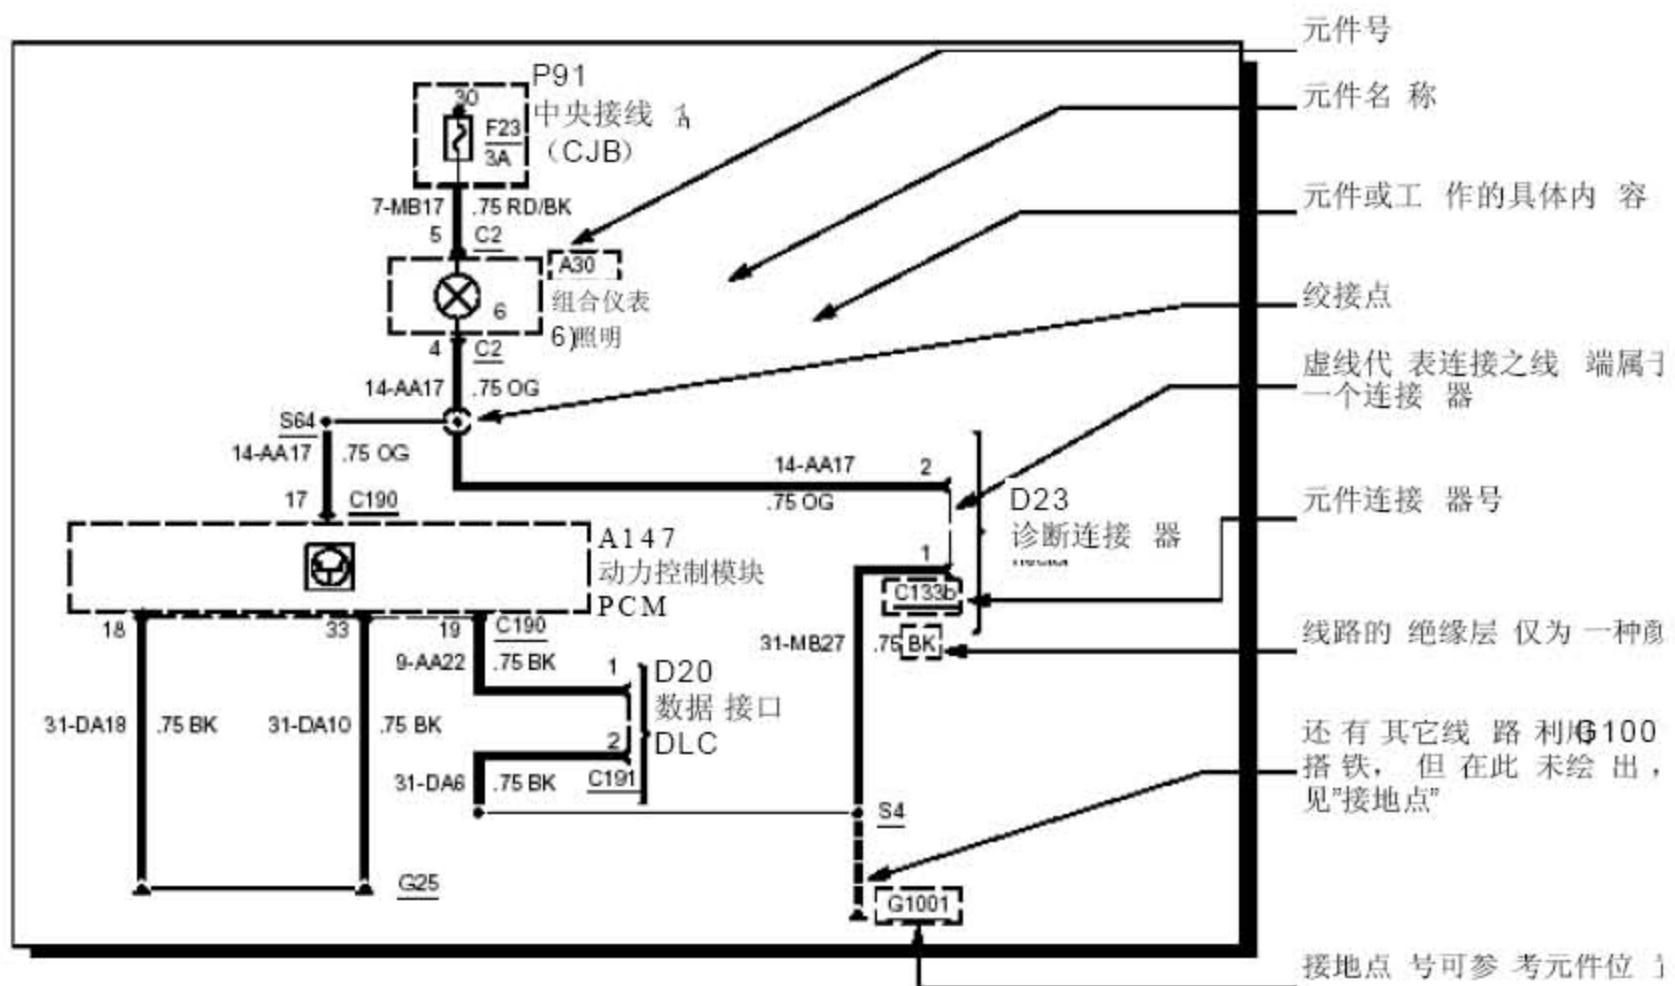 元件号
P91
30
中央接线
F23
3A
(CJB)
元件名 称
7-MB17 .75 RD/BK
元件或工 作的具体内 容
5 C2
A30
组合仪表
6
6)照明
绞接点
4 C2
14-AA17 .75 OG
虚线代 表连接之线 端属于
一个连接 器
S64
14-AA17 .75 OG
14-AA17 2
.75 OG
17 C190
D23
诊断连接 器
元件连接 器号
A147
动力控制模块
PCM
1
C133b
18 33 19 C190
31-MB27 .75 BK
线路的 绝缘层 仅为 一种
9-AA22 .75 BK
1
D20
数据 接口
DLC
2
31-DA18 .75 BK
31-DA10 .75 BK
31-DA6 .75 BK
C191
还 有 其它线 路 利用G100
搭 铁, 但 在此 未绘 出,
见"接地点"
S4
G25
G1001
接地点 号可参 考元件位